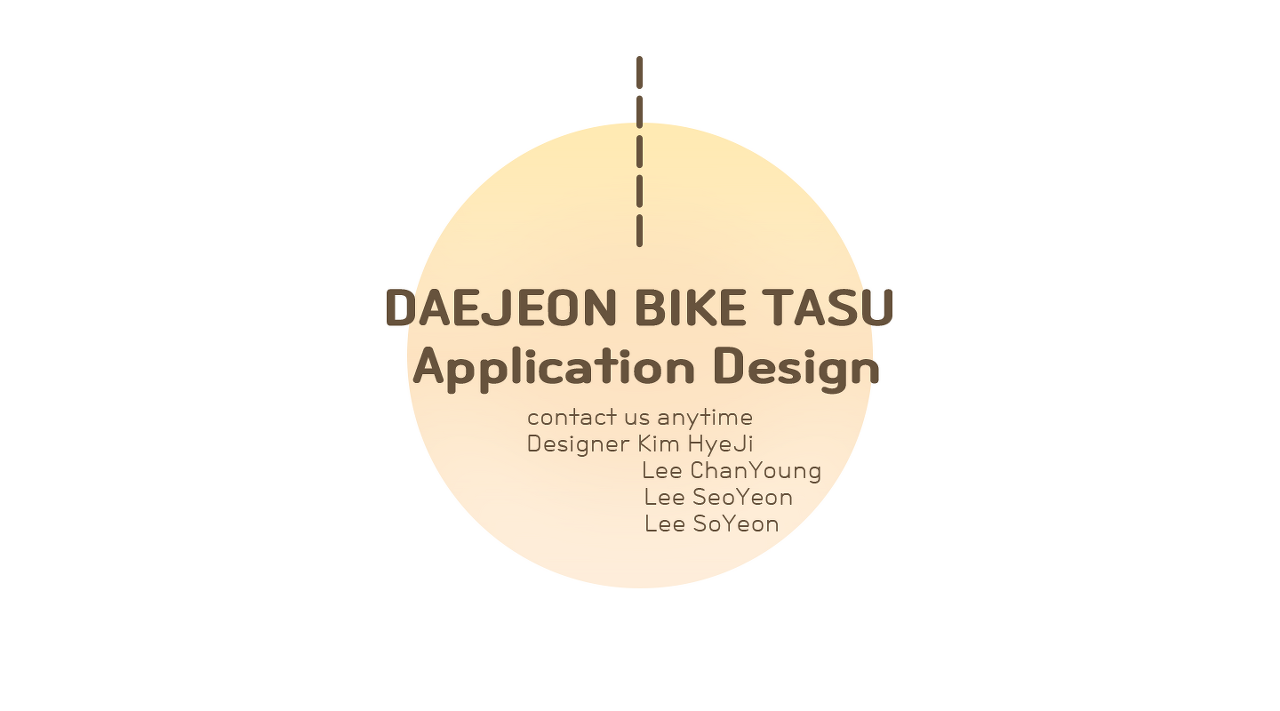 DAEJEON BIKE TASU
Application Design
contact us anytime
Designer Kim HyeJi
Lee ChanYoung
Lee SeoYeon
Lee SoYeon